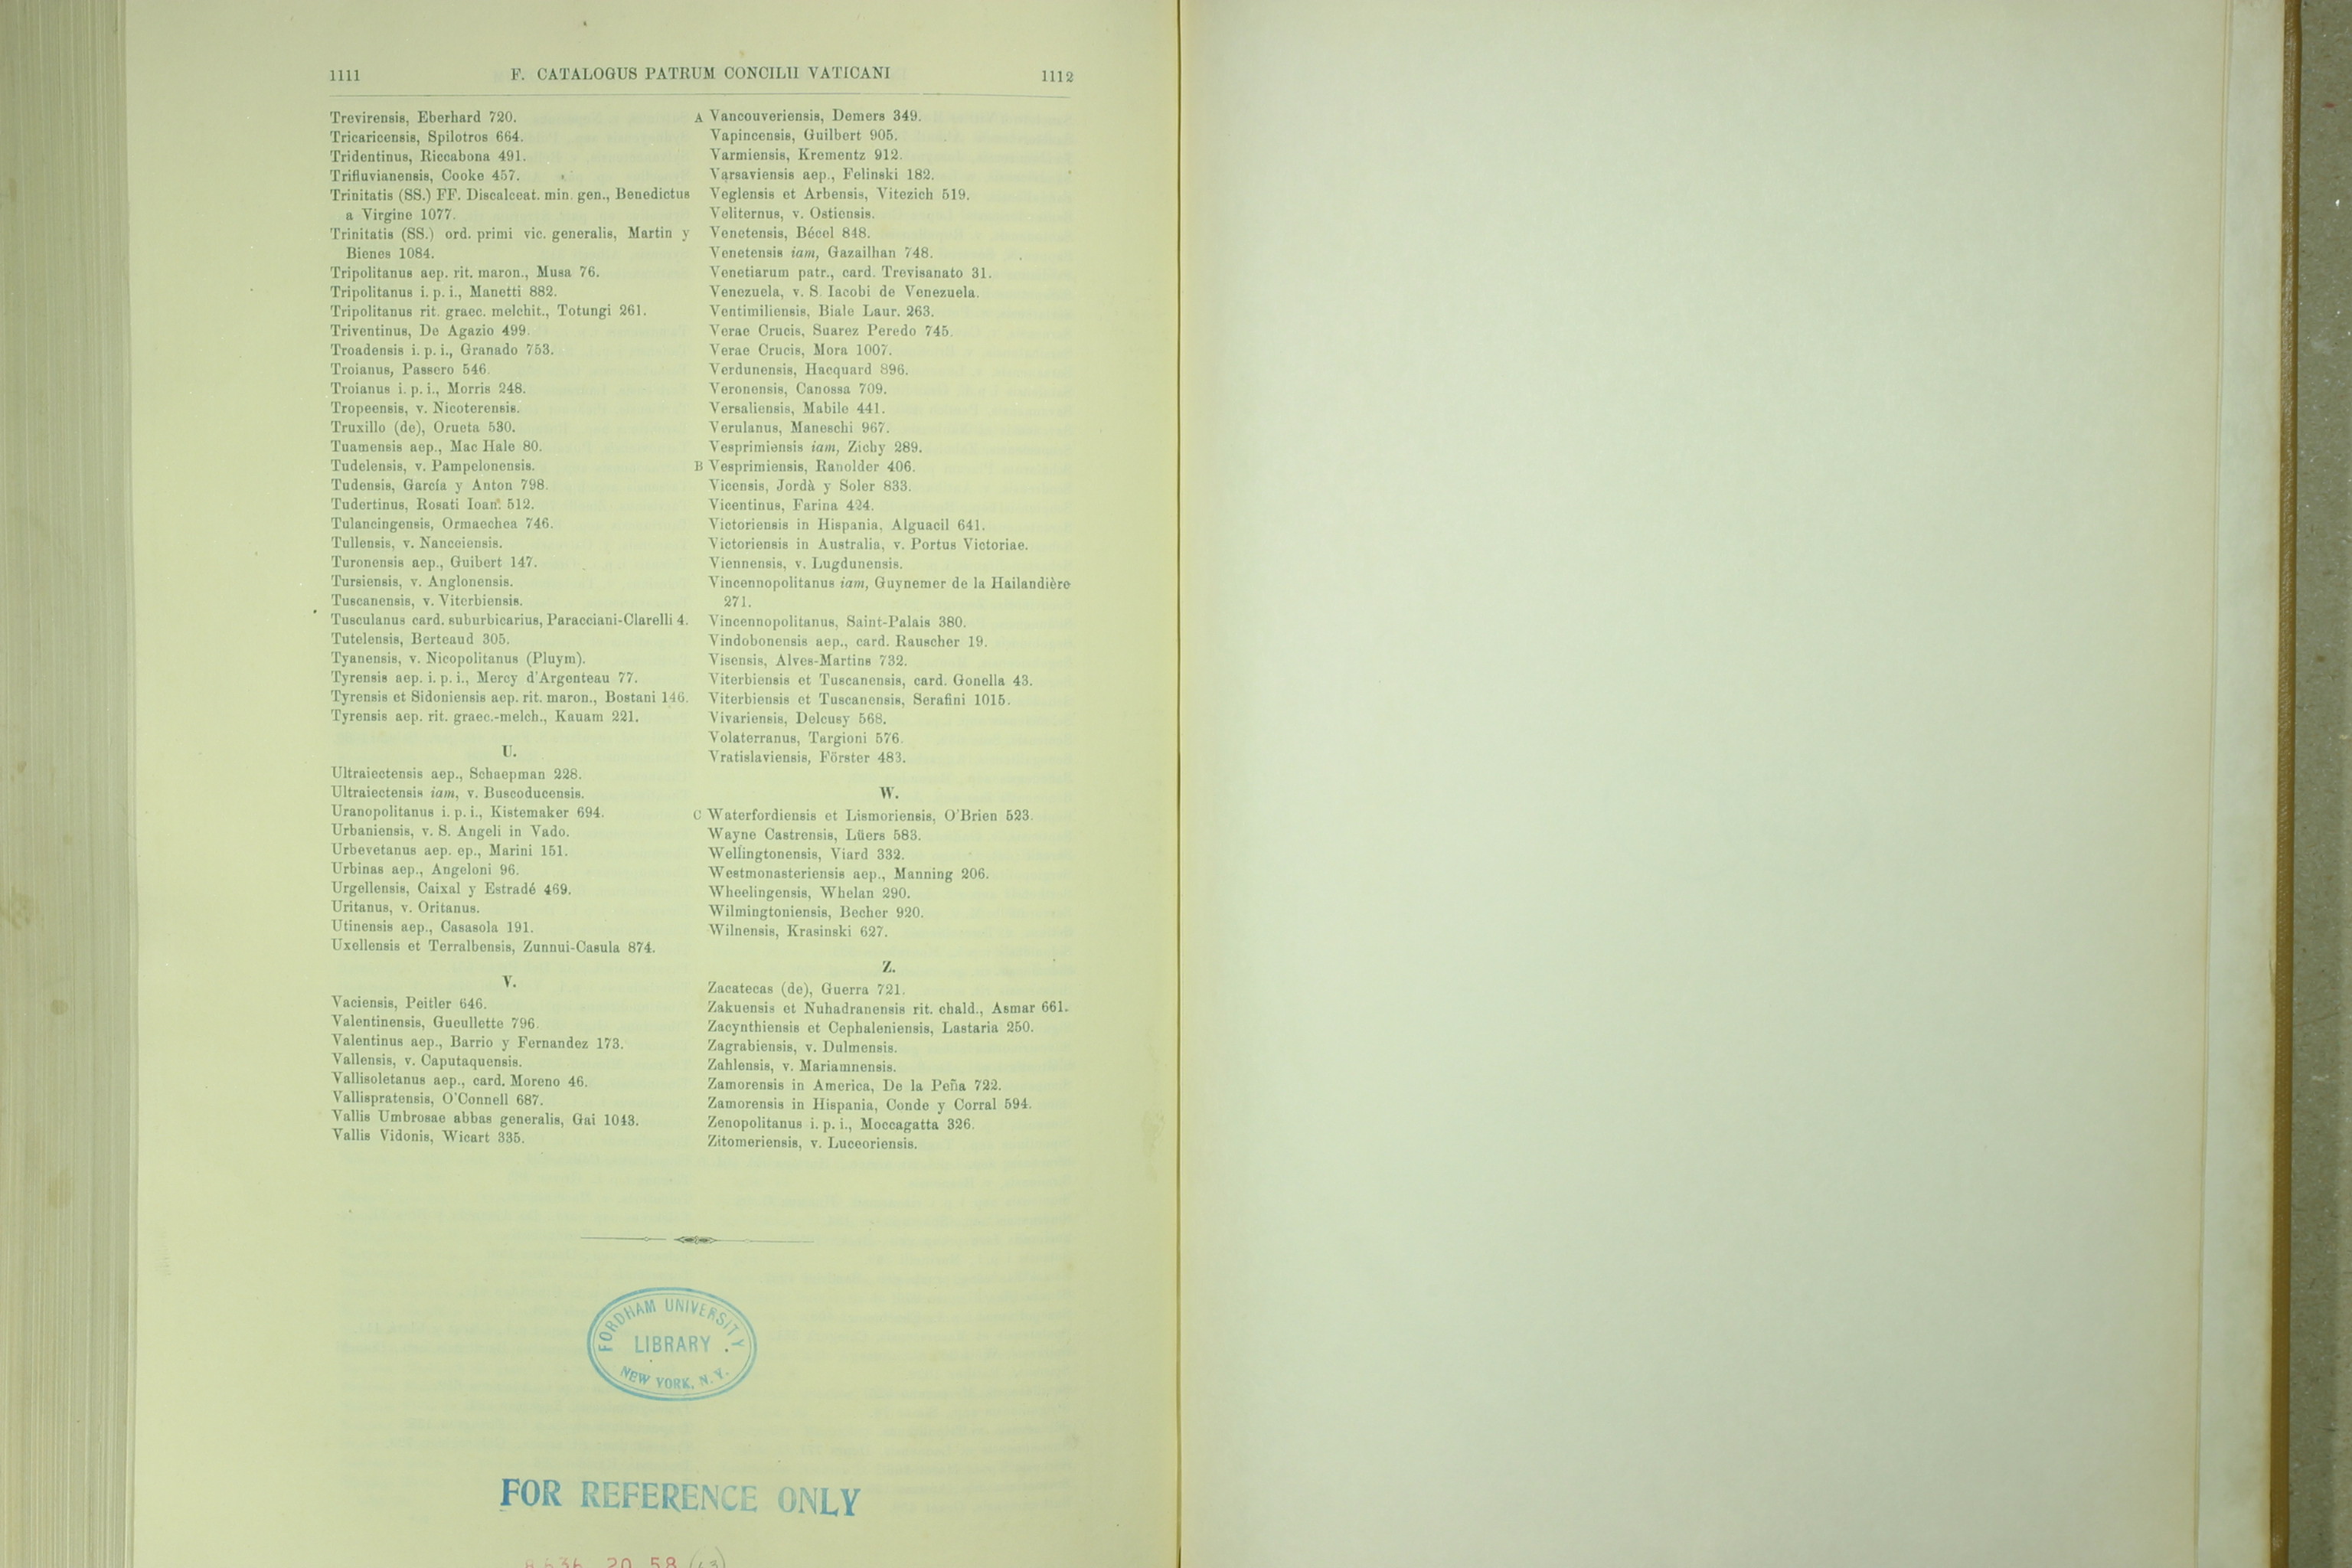 1111 F. CATALOGUS PATRUM CONCILII VATICANI 1112
Trevirensis, Eberhard 720.
Tricaricensis, Spilotros 664.
Tridentinus, Riccabona 491.
Trifluvianensis, Cooke 457.
Trinitatis (SS.) FF. Discalceat. min. gen., Benedictus
a Virgine 1077.
Trinitatis (SS.) ord. primi vic. generalis, Martin y
Bienes 1084.
Tripolitanus aep. rit. maron., Musa 76.
Tripolitanus i. p. i., Manetti 882.
Tripolitanus rit. graec. melchit., Totungi 261.
Triventinus, De Agazio 499.
Troadensis i. p. i., Granado 753.
Troianus, Passero 546.
Troianus i. p. i., Morris 248.
Tropeensis, v. Nicoterensis.
Truxillo (de), Orueta 530.
Tuamensis aep., Mac Hale 80.
Tudelensis, v. Pampelonensis.
Tudensis, García y Anton 798.
Tudertinus, Rosati Ioan. 512.
Tulancingensis, Ormaechea 746.
Tullensis, v. Nanceiensis.
Turonensis aep., Guibert 147.
Tursiensis, v. Anglonensis.
Tuscanensis, v. Viterbiensis.
Tusculanus card. suburbicarius, Paracciani-Clarelli 4.
Tutelensis, Berteaud 305.
Tyanensis, v. Nicopolitanus (Pluym).
Tyrensis aep. i. p. i., Mercy d'Argenteau 77.
Tyrensis et Sidoniensis aep. rit. maron., Bostani 146.
Tyrensis aep. rit. graec.-melch., Kauam 221.
U.
Ultraiectensis aep., Schaepman 228.
Ultraiectensis iam, v. Buscoducensis.
Uranopolitanus i. p. i., Kistemaker 694.
Urbaniensis, v. S. Angeli in Vado.
Urbevetanus aep. ep., Marini 151.
Urbinas aep., Angeloni 96.
Urgellensis, Caixal y Estradé 469.
Uritanus, v. Oritanus.
Utinensis aep., Casasola 191.
Uxellensis et Terralbensis, Zunnui-Casula 874.
V.
Vaciensis, Peitler 646.
Valentinensis, Gueullette 796.
Valentinus aep., Barrio y Fernandez 173.
Vallensis, v. Caputaquensis.
Vallisoletanus aep., card. Moreno 46.
Vallispratensis, O'Connell 687.
Vallis Umbrosae abbas generalis, Gai 1043.
Vallis Vidonis, Wicart 335.
A Vancouveriensis, Demers 349.
Vapincensis, Guilbert 905.
Varmiensis, Krementz 912.
Varsaviensis aep., Felinski 182.
Veglensis et Arbensis, Vitezich 519.
Veliternus, v. Ostiensis.
Venetensis, Bécel 848.
Venetensis iam, Gazailhan 748.
Venetiarum patr., card. Trevisanato 31.
Venezuela, v. S. Iacobi de Venezuela.
Ventimiliensis, Biale Laur. 263.
Verae Crucis, Suarez Peredo 745.
Verae Crucis, Mora 1007.
Verdunensis, Hacquard 896.
Veronensis, Canossa 709.
Versaliensis, Mabile 441.
Verulanus, Maneschi 967.
Vesprimiensis iam, Zichy 289.
B Vesprimiensis, Ranolder 406.
Vicensis, Jordà y Soler 833.
Vicentinus, Farina 424.
Victoriensis in Hispania, Alguacil 641.
Victoriensis in Australia, v. Portus Victoriae.
Viennensis, v. Lugdunensis.
Vincennopolitanus iam, Guynemer de la Hailandière
271.
Vincennopolitanus, Saint-Palais 380.
Vindobonensis aep., card. Rauscher 19.
Visensis, Alves-Martins 732.
Viterbiensis et Tuscanensis, card. Gonella 43.
Viterbiensis et Tuscanensis, Serafini 1015.
Vivariensis, Delcusy 568.
Volaterranus, Targioni 576.
Vratislaviensis, Förster 483.
W.
C Waterfordiensis et Lismoriensis, O'Brien 523.
Wayne Castrensis, Lüers 583.
Wellingtonensis, Viard 332.
Westmonasteriensis aep., Manning 206.
Wheelingensis, Whelan 290.
Wilmingtoniensis, Becher 920.
Wilnensis, Krasinski 627.
Z.
Zacatecas (de), Guerra 721.
Zakuensis et Nuhadranensis rit. chald., Asmar 661.
Zacynthiensis et Cephaleniensis, Lastaria 250.
Zagrabiensis, v. Dulmensis.
Zahlensis, v. Mariamnensis.
Zamorensis in America, De la Peña 722.
Zamorensis in Hispania, Conde y Corral 594.
Zenopolitanus i. p. i., Moccagatta 326.
Zitomeriensis, v. Luceoriensis.
FORDHAM UNIVERSITY
LIBRARY
NEW YORK, N.Y.
FOR REFERENCE ONLY
20 58